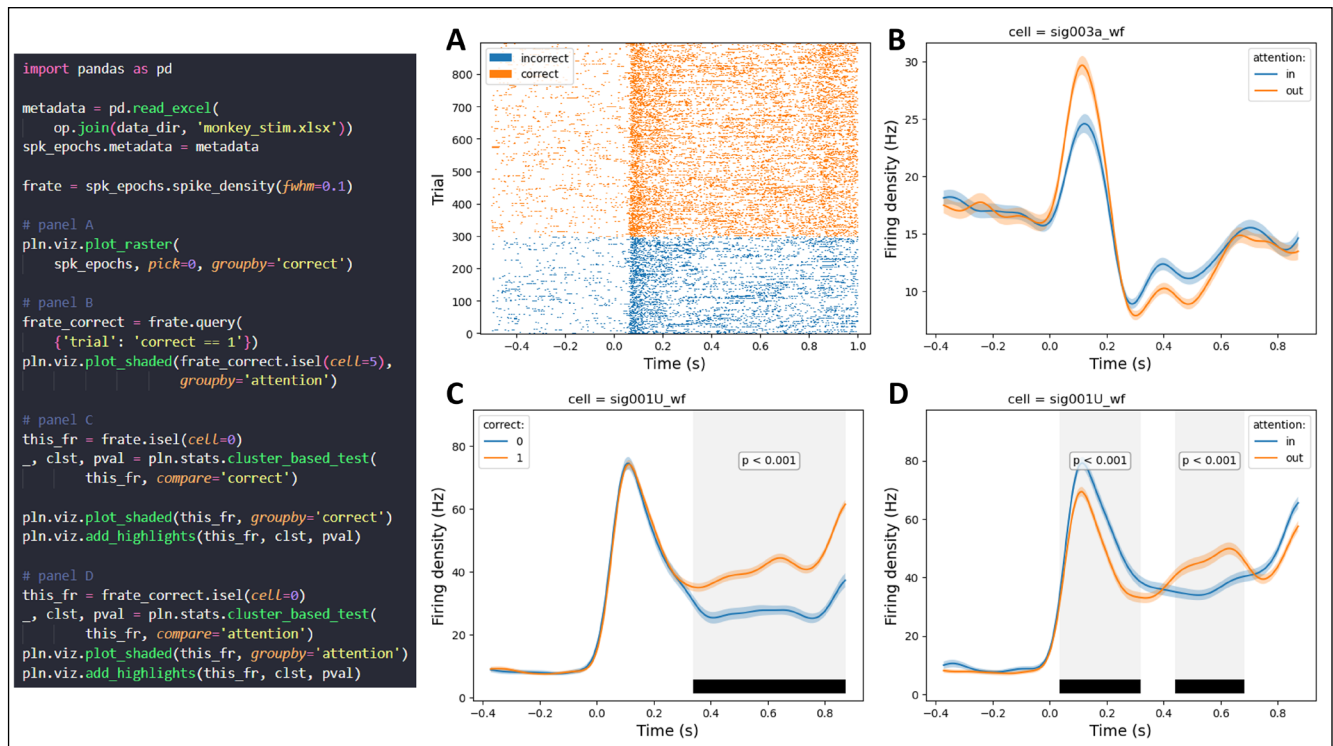 import pandas as pd
metadata = pd.read_excel(
op.join(data_dir, 'monkey_stim.xlsx'))
spk_epochs.metadata = metadata
frate = spk_epochs.spike_density(fwhm=0.1)
# panel A
pln.viz.plot_raster(
spk_epochs, pick=0, groupby='correct')
# panel B
frate_correct = frate.query(
{'trial': 'correct == 1'})
pln.viz.plot_shaded(frate_correct.isel(cell=5),
groupby='attention')
# panel C
this_fr = frate.isel(cell=0)
_, clst, pval = pln.stats.cluster_based_test(
this_fr, compare='correct')
pln.viz.plot_shaded(this_fr, groupby='correct')
pln.viz.add_highlights(this_fr, clst, pval)
# panel D
this_fr = frate_correct.isel(cell=0)
_, clst, pval = pln.stats.cluster_based_test(
this_fr, compare='attention')
pln.viz.plot_shaded(this_fr, groupby='attention')
pln.viz.add_highlights(this_fr, clst, pval)
A
incorrect
correct
Trial
800
700
600
500
400
300
200
100
0
−0.4 −0.2 0.0 0.2 0.4 0.6 0.8 1.0
Time (s)
B
cell = sig003a_wf
attention:
in
out
Firing density (Hz)
30
25
20
15
10
−0.4 −0.2 0.0 0.2 0.4 0.6 0.8
Time (s)
C
cell = sig001U_wf
correct:
0
1
p < 0.001
Firing density (Hz)
80
60
40
20
0
−0.4 −0.2 0.0 0.2 0.4 0.6 0.8
Time (s)
D
cell = sig001U_wf
attention:
in
out
p < 0.001
p < 0.001
Firing density (Hz)
80
60
40
20
0
−0.4 −0.2 0.0 0.2 0.4 0.6 0.8
Time (s)